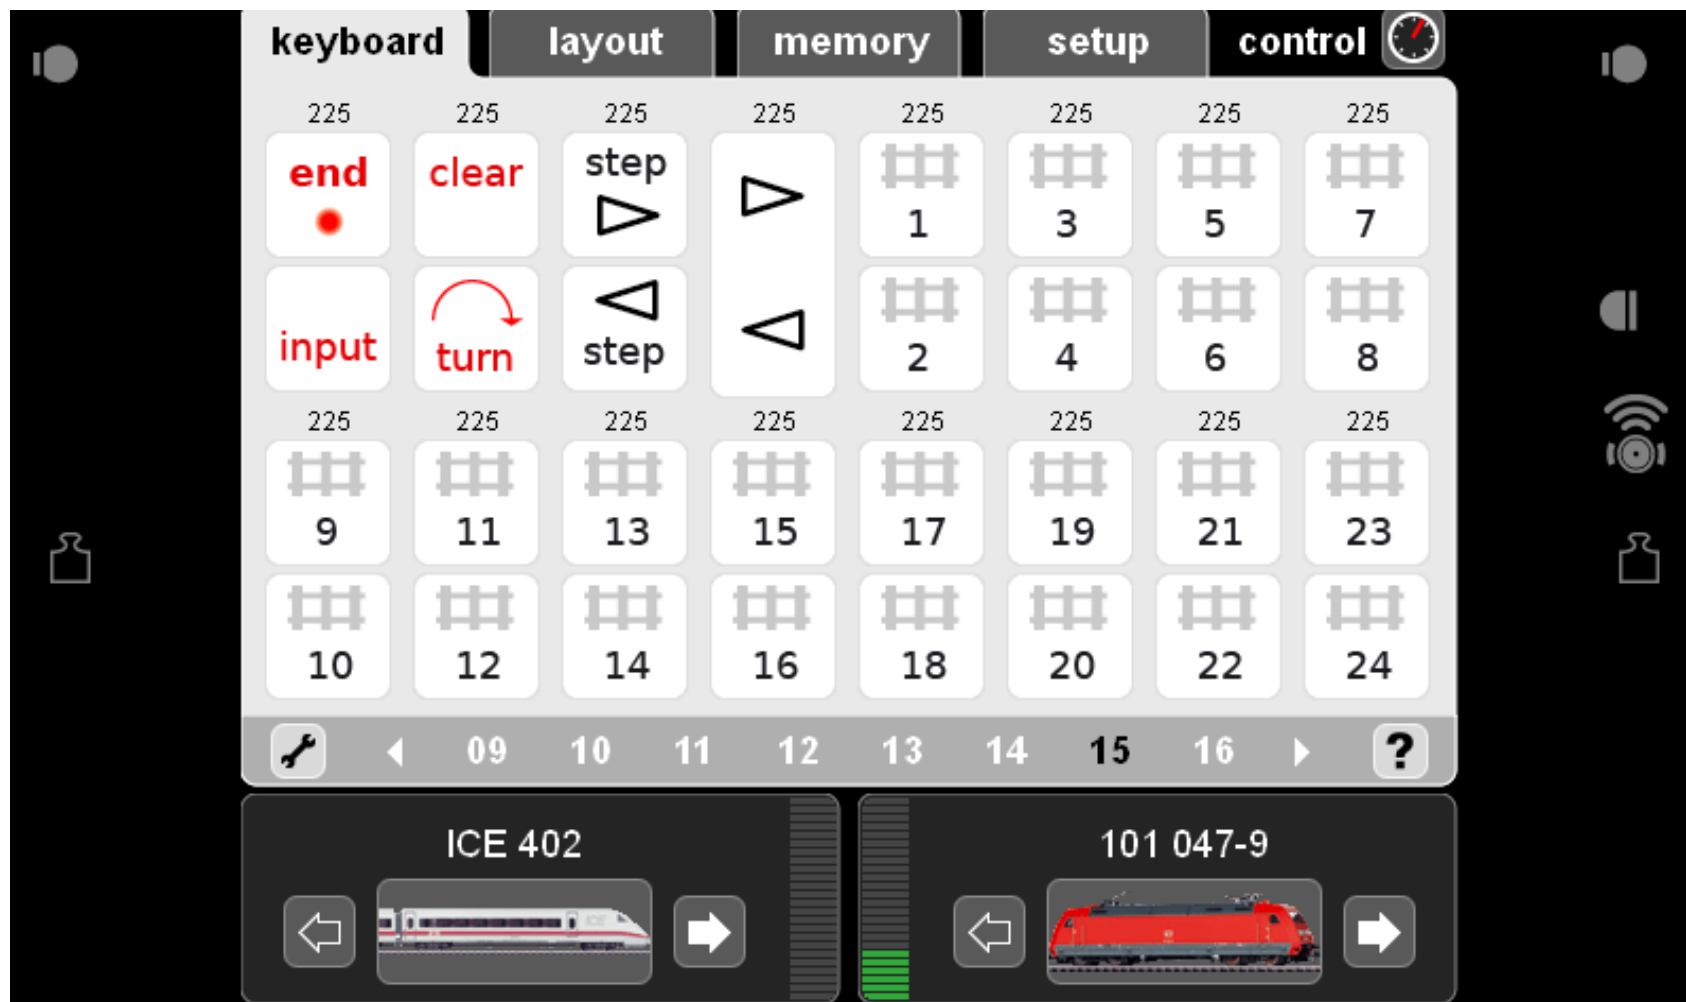 keyboard layout memory setup control
225 225 225 225 225 225 225 225
end clear step 1 3 5 7
input turn step 2 4 6 8
225 225 225 225 225 225 225 225
9 11 13 15 17 19 21 23
10 12 14 16 18 20 22 24
09 10 11 12 13 14 15 16 ?
ICE 402 101 047-9